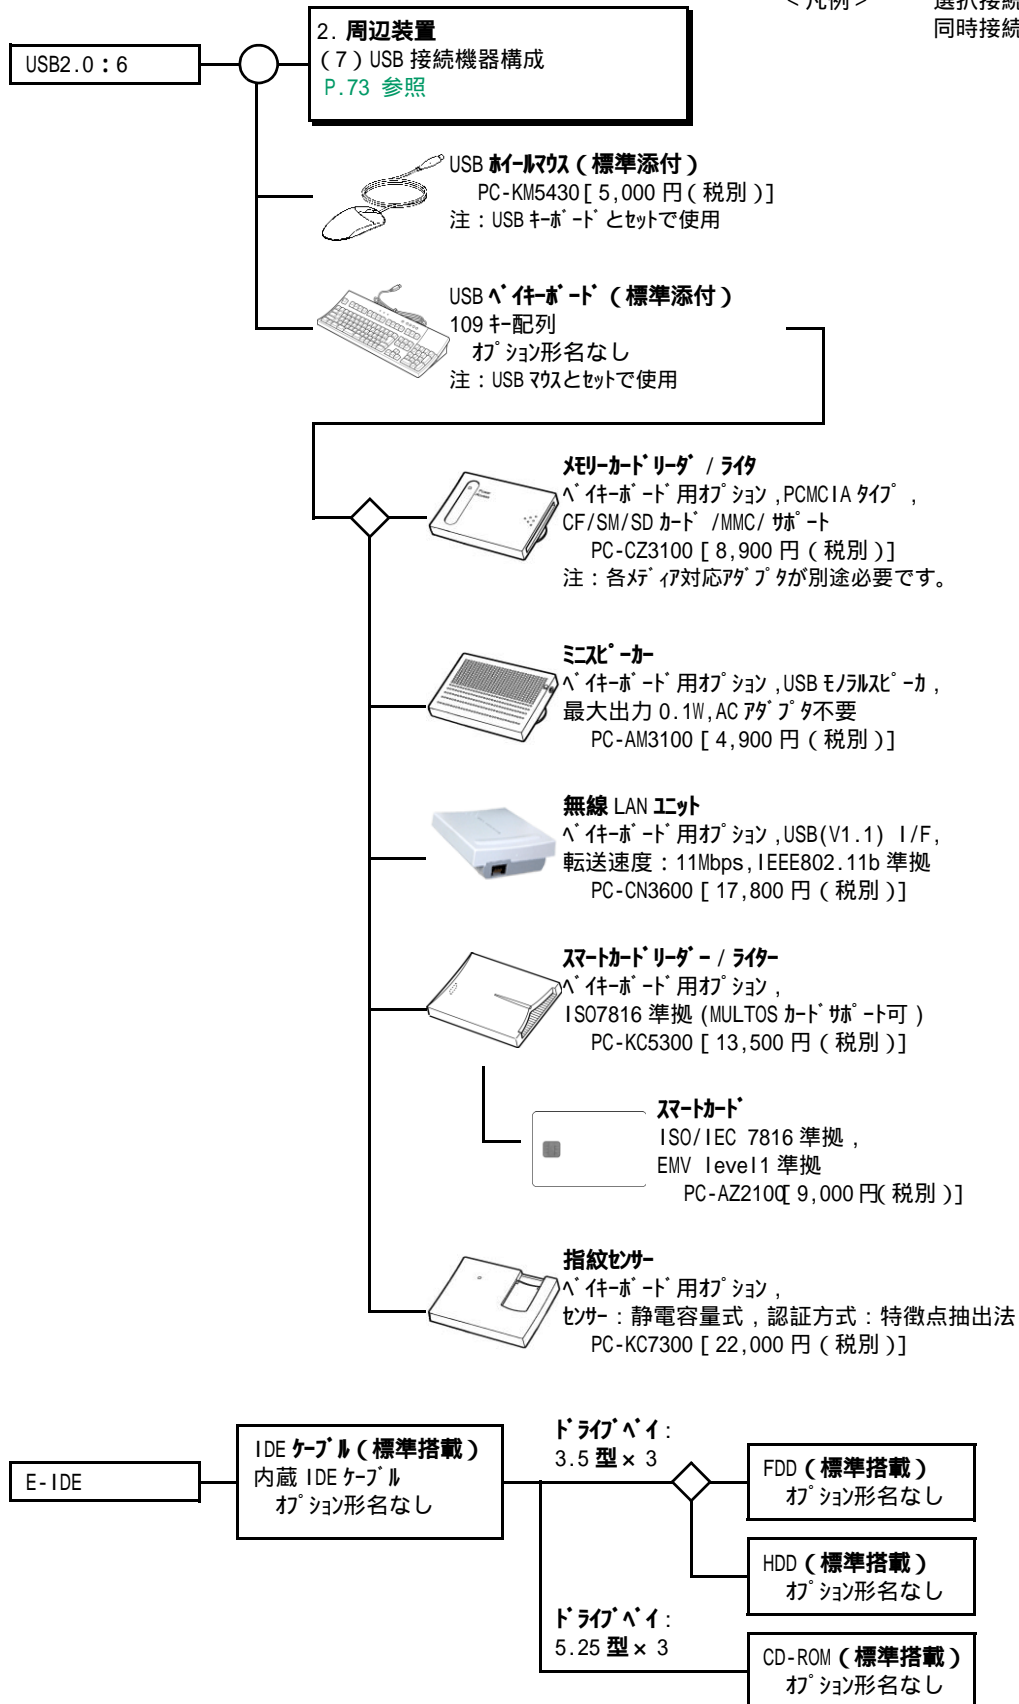 ＜凡例＞ 選択接続
同時接続
USB2.0：6
2. 周辺装置
(7) USB 接続機器構成
P.73 参照
USB ﾎｲｰﾙﾏｳｽ（標準添付）
PC-KM5430[ 5,000 円(税別)]
注：USB ｷｰﾎﾞｰﾄﾞとｾｯﾄで使用
USB ﾍﾞｲｷｰﾎﾞｰﾄﾞ（標準添付）
109 ｷｰ配列
ｵﾌﾟｼｮﾝ形名なし
注：USB ﾏｳｽとｾｯﾄで使用
ﾒﾓﾘｰｶｰﾄﾞﾘｰﾀﾞ / ﾗｲﾀ
ﾍﾞｲｷｰﾎﾞｰﾄﾞ用ｵﾌﾟｼｮﾝ,PCMCIA ﾀｲﾌﾟ,
CF/SM/SD ｶｰﾄﾞ/MMC/ ｻﾎﾟｰﾄ
PC-CZ3100 [ 8,900 円 (税別)]
注：各ﾒﾃﾞｨｱ対応ｱﾀﾞﾌﾟﾀが別途必要です。
ﾐﾆｽﾋﾟｰｶｰ
ﾍﾞｲｷｰﾎﾞｰﾄﾞ用ｵﾌﾟｼｮﾝ,USB ﾓﾉﾗﾙｽﾋﾟｰｶ,
最大出力 0.1W,AC ｱﾀﾞﾌﾟﾀ不要
PC-AM3100 [ 4,900 円 (税別)]
無線 LAN ﾕﾆｯﾄ
ﾍﾞｲｷｰﾎﾞｰﾄﾞ用ｵﾌﾟｼｮﾝ,USB(V1.1) I/F,
転送速度：11Mbps,IEEE802.11b 準拠
PC-CN3600 [ 17,800 円 (税別)]
ｽﾏｰﾄｶｰﾄﾞﾘｰﾀﾞｰ / ﾗｲﾀｰ
ﾍﾞｲｷｰﾎﾞｰﾄﾞ用ｵﾌﾟｼｮﾝ,
ISO7816 準拠 (MULTOS ｶｰﾄﾞｻﾎﾟｰﾄ可)
PC-KC5300 [ 13,500 円 (税別)]
ｽﾏｰﾄｶｰﾄﾞ
ISO/IEC 7816 準拠,
EMV level1 準拠
PC-AZ2100[ 9,000 円(税別)]
指紋ｾﾝｻｰ
ﾍﾞｲｷｰﾎﾞｰﾄﾞ用ｵﾌﾟｼｮﾝ,
ｾﾝｻｰ：静電容量式,認証方式：特徴点抽出法
PC-KC7300 [ 22,000 円 (税別)]
E-IDE
IDE ｹｰﾌﾞﾙ（標準搭載）
内蔵 IDE ｹｰﾌﾞﾙ
ｵﾌﾟｼｮﾝ形名なし
ﾄﾞﾗｲﾌﾞﾍﾞｲ:
3.5 型× 3
FDD（標準搭載）
ｵﾌﾟｼｮﾝ形名なし
HDD（標準搭載）
ｵﾌﾟｼｮﾝ形名なし
ﾄﾞﾗｲﾌﾞﾍﾞｲ:
5.25 型× 3
CD-ROM（標準搭載）
ｵﾌﾟｼｮﾝ形名なし